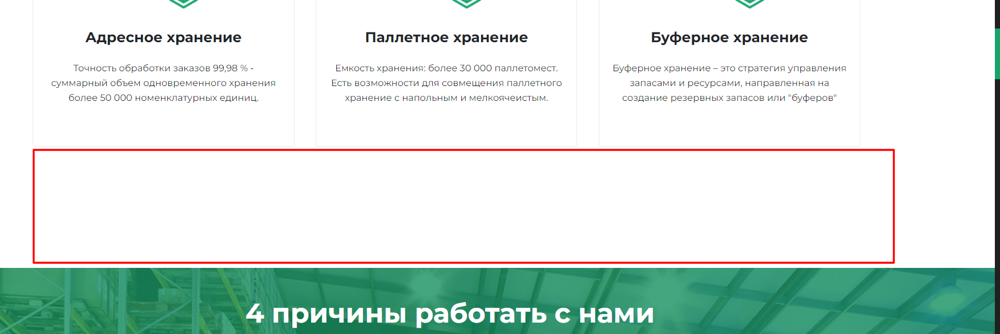 Адресное хранение
Точность обработки заказов 99,98 % -
суммарный объем одновременного хранения
более 50 000 номенклатурных единиц.
Паллетное хранение
Емкость хранения: более 30 000 паллетомест.
Есть возможности для совмещения паллетного
хранение с напольным и мелкоячеистым.
Буферное хранение
Буферное хранение – это стратегия управления
запасами и ресурсами, направленная на
создание резервных запасов или "буферов"
4 причины работать с нами